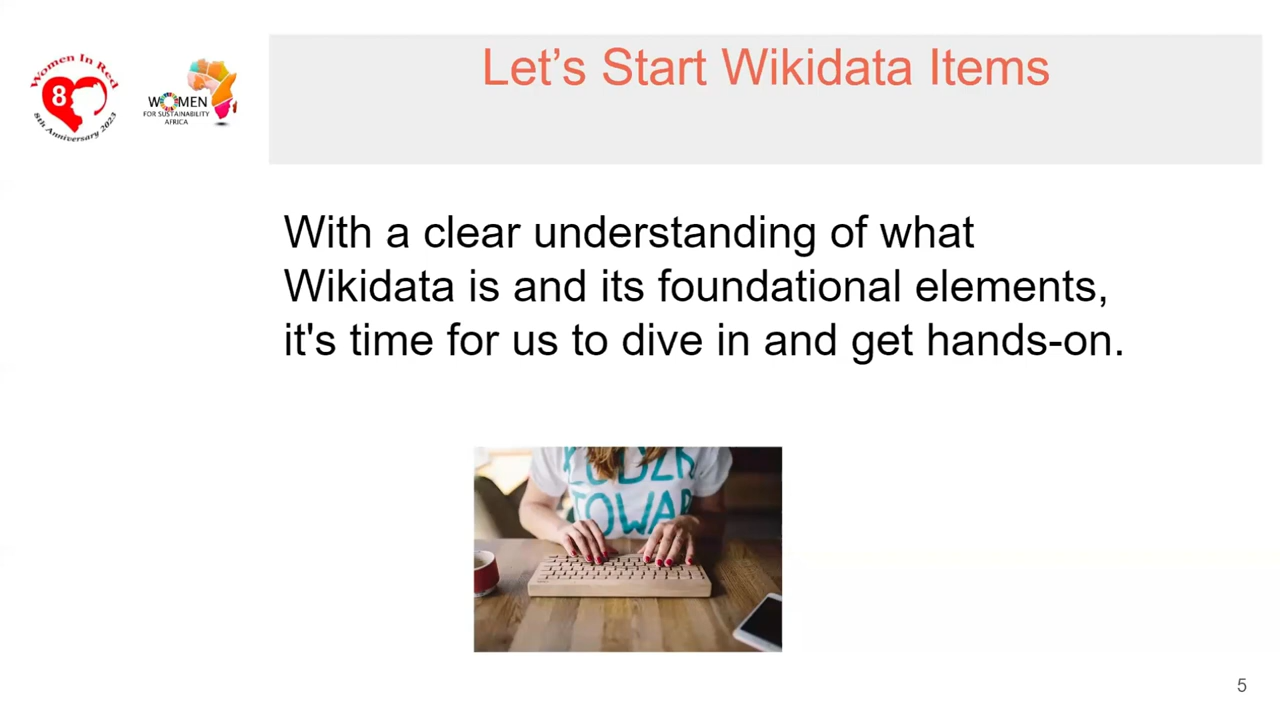 Women In Red
8
8th Anniversary 2023
WOMEN
FOR SUSTAINABILITY
AFRICA
Let’s Start Wikidata Items
With a clear understanding of what
Wikidata is and its foundational elements,
it's time for us to dive in and get hands-on.
TOWAR
5